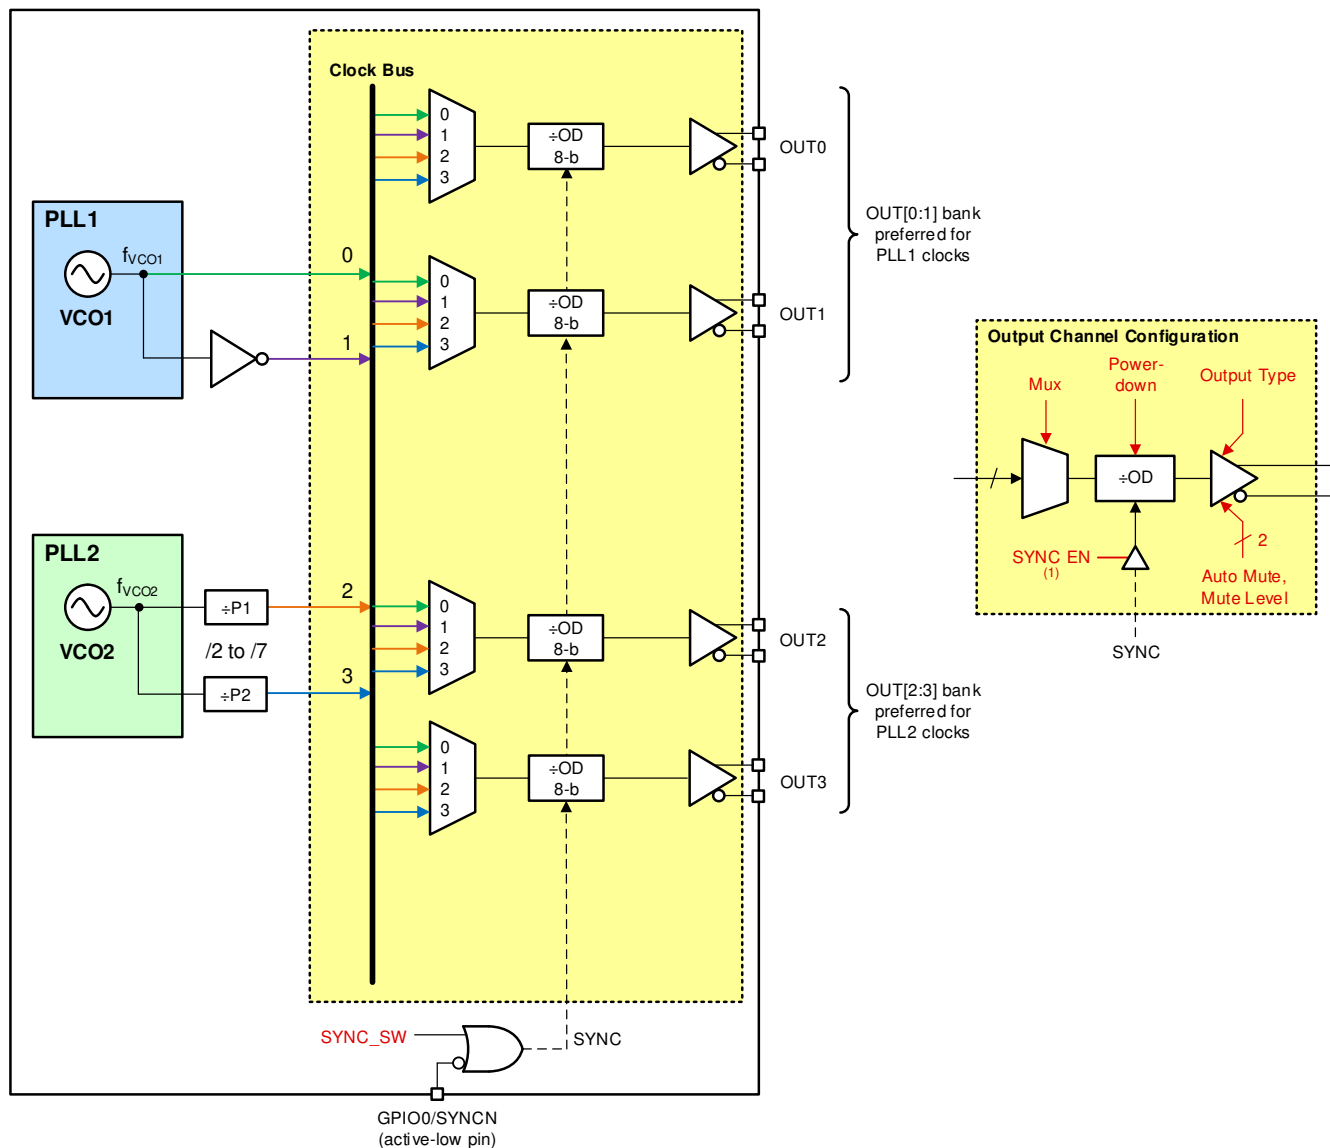 Clock Bus
0
1
2
3
÷OD
8-b
OUT0
PLL1
fVCO1
VCO1
0
1
0
1
2
3
÷OD
8-b
OUT1
OUT[0:1] bank
preferred for
PLL1 clocks
PLL2
fVCO2
VCO2
÷P1
/2 to /7
÷P2
2
3
0
1
2
3
÷OD
8-b
OUT2
0
1
2
3
÷OD
8-b
OUT3
OUT[2:3] bank
preferred for
PLL2 clocks
SYNC_SW
SYNC
GPIO0/SYNCN
(active-low pin)
Output Channel Configuration
Mux
Power-
down
Output Type
÷OD
SYNC EN
(1)
2
Auto Mute,
Mute Level
SYNC